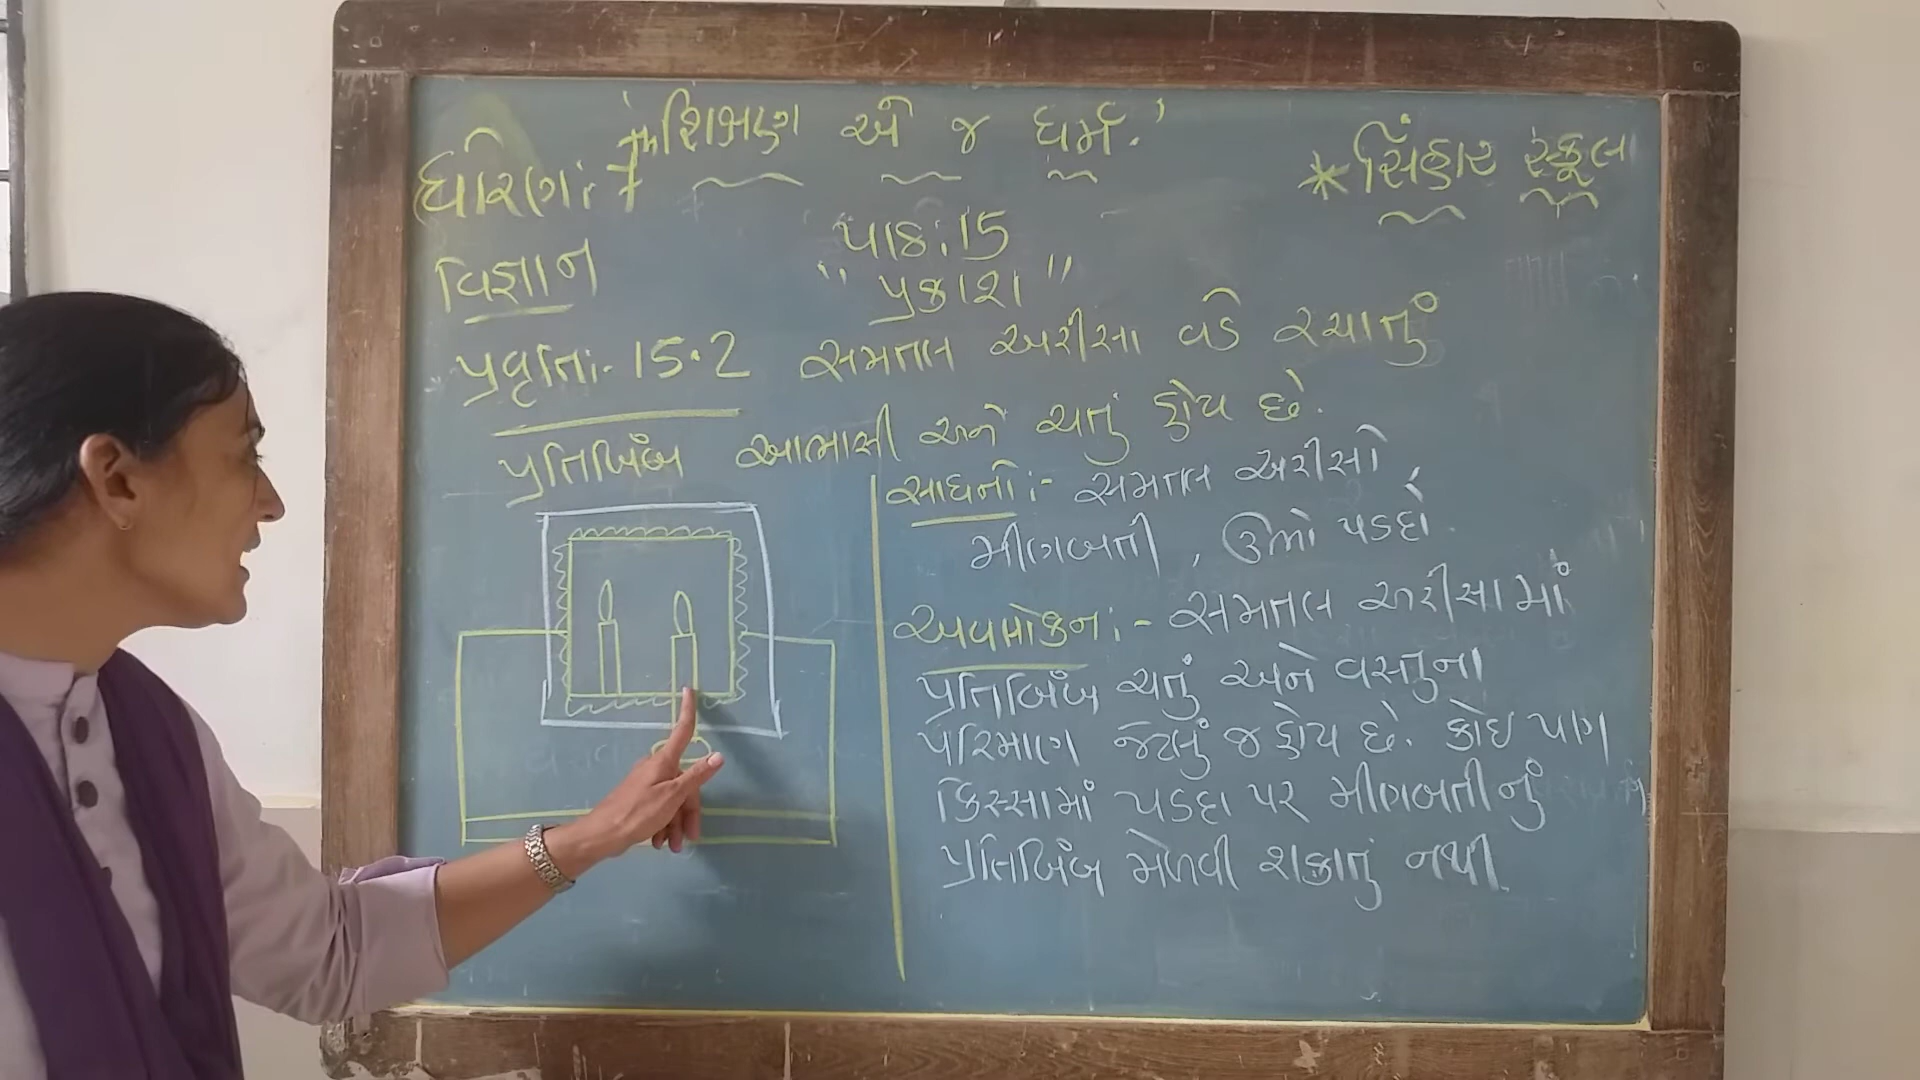 'શિક્ષણ એ જ ધર્મ.'
* સિંહાર સ્કૂલ
ધોરણ: 7
વિજ્ઞાન
પાઠ:15
"પ્રકાશ"
પ્રવૃતિ:- 15.2 સમતલ અરીસા વડે રચાતું
પ્રતિબિંબ આભાસી અને ચતું હોય છે.
સાધનો:- સમતલ અરીસો,
મીણબતી, ઉભો પડદો.
અવલોકન:- સમતલ અરીસામાં
પ્રતિબિંબ ચતું અને વસ્તુના
પરિમાણ જેટલું જ હોય છે. કોઇ પણ
કિસ્સામાં પડદા પર મીણબતીનું
પ્રતિબિંબ મેળવી શકાતું નથી.